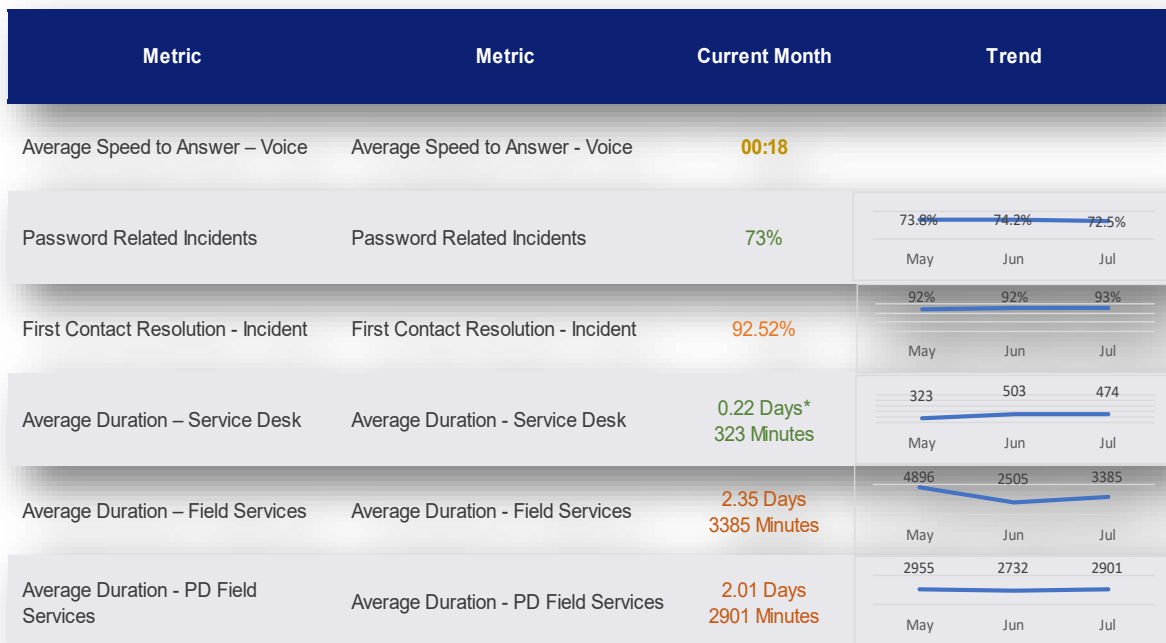 Metric Metric Current Month Trend
Average Speed to Answer – Voice Average Speed to Answer - Voice 00:18
Password Related Incidents Password Related Incidents 73%
73.8% 74.2% 72.5%
May Jun Jul
First Contact Resolution - Incident First Contact Resolution - Incident 92.52%
92% 92% 93%
May Jun Jul
Average Duration – Service Desk Average Duration - Service Desk
0.22 Days*
323 Minutes
323 503 474
May Jun Jul
Average Duration – Field Services Average Duration - Field Services
2.35 Days
3385 Minutes
4896 2505 3385
May Jun Jul
Average Duration - PD Field
Services
Average Duration - PD Field Services
2.01 Days
2901 Minutes
2955 2732 2901
May Jun Jul